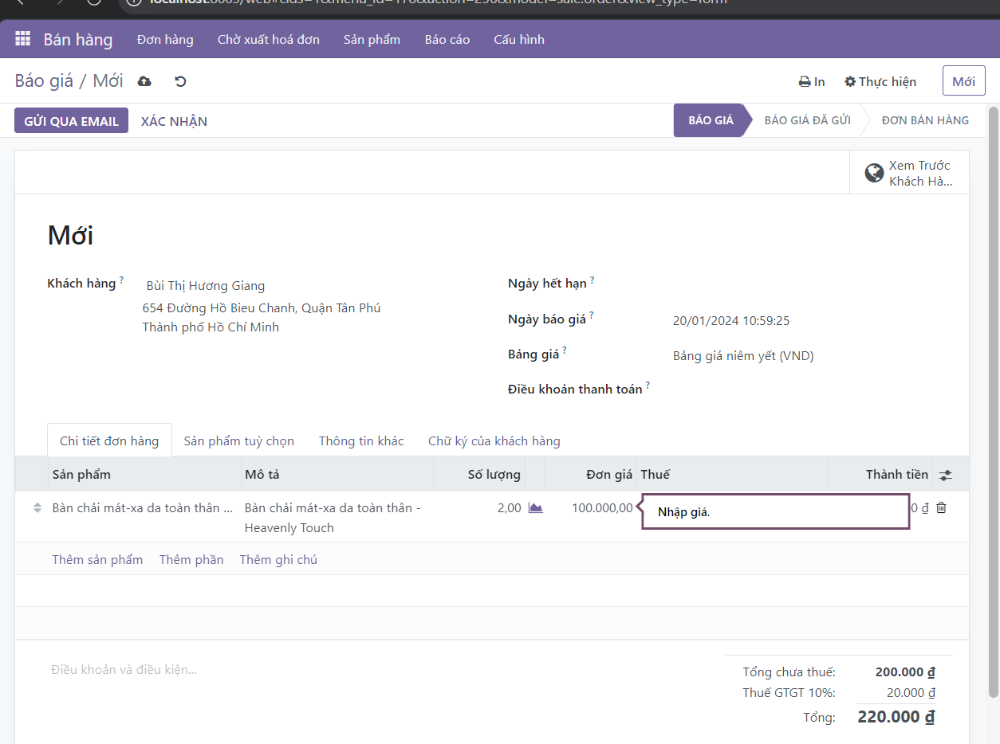 localhost:8069/web#cids=1&menu_id=178&action=296&model=sale.order&view_type=form
Bán hàng Đơn hàng Chờ xuất hoá đơn Sản phẩm Báo cáo Cấu hình
Báo giá / Mới In Thực hiện Mới
GỬI QUA EMAIL XÁC NHẬN BÁO GIÁ BÁO GIÁ ĐÃ GỬI ĐƠN BÁN HÀNG
Xem Trước
Khách Hà...
Mới
Khách hàng ? Bùi Thị Hương Giang
654 Đường Hồ Bieu Chanh, Quận Tân Phú
Thành phố Hồ Chí Minh
Ngày hết hạn ?
Ngày báo giá ? 20/01/2024 10:59:25
Bảng giá ? Bảng giá niêm yết (VND)
Điều khoản thanh toán ?
Chi tiết đơn hàng Sản phẩm tuỳ chọn Thông tin khác Chữ ký của khách hàng
Sản phẩm Mô tả Số lượng Đơn giá Thuế Thành tiền
Bàn chải mát-xa da toàn thân ... Bàn chải mát-xa da toàn thân - 2,00 100.000,00 Nhập giá. 0 ₫
Heavenly Touch
Thêm sản phẩm Thêm phần Thêm ghi chú
Điều khoản và điều kiện...
Tổng chưa thuế: 200.000 ₫
Thuế GTGT 10%: 20.000 ₫
Tổng: 220.000 ₫